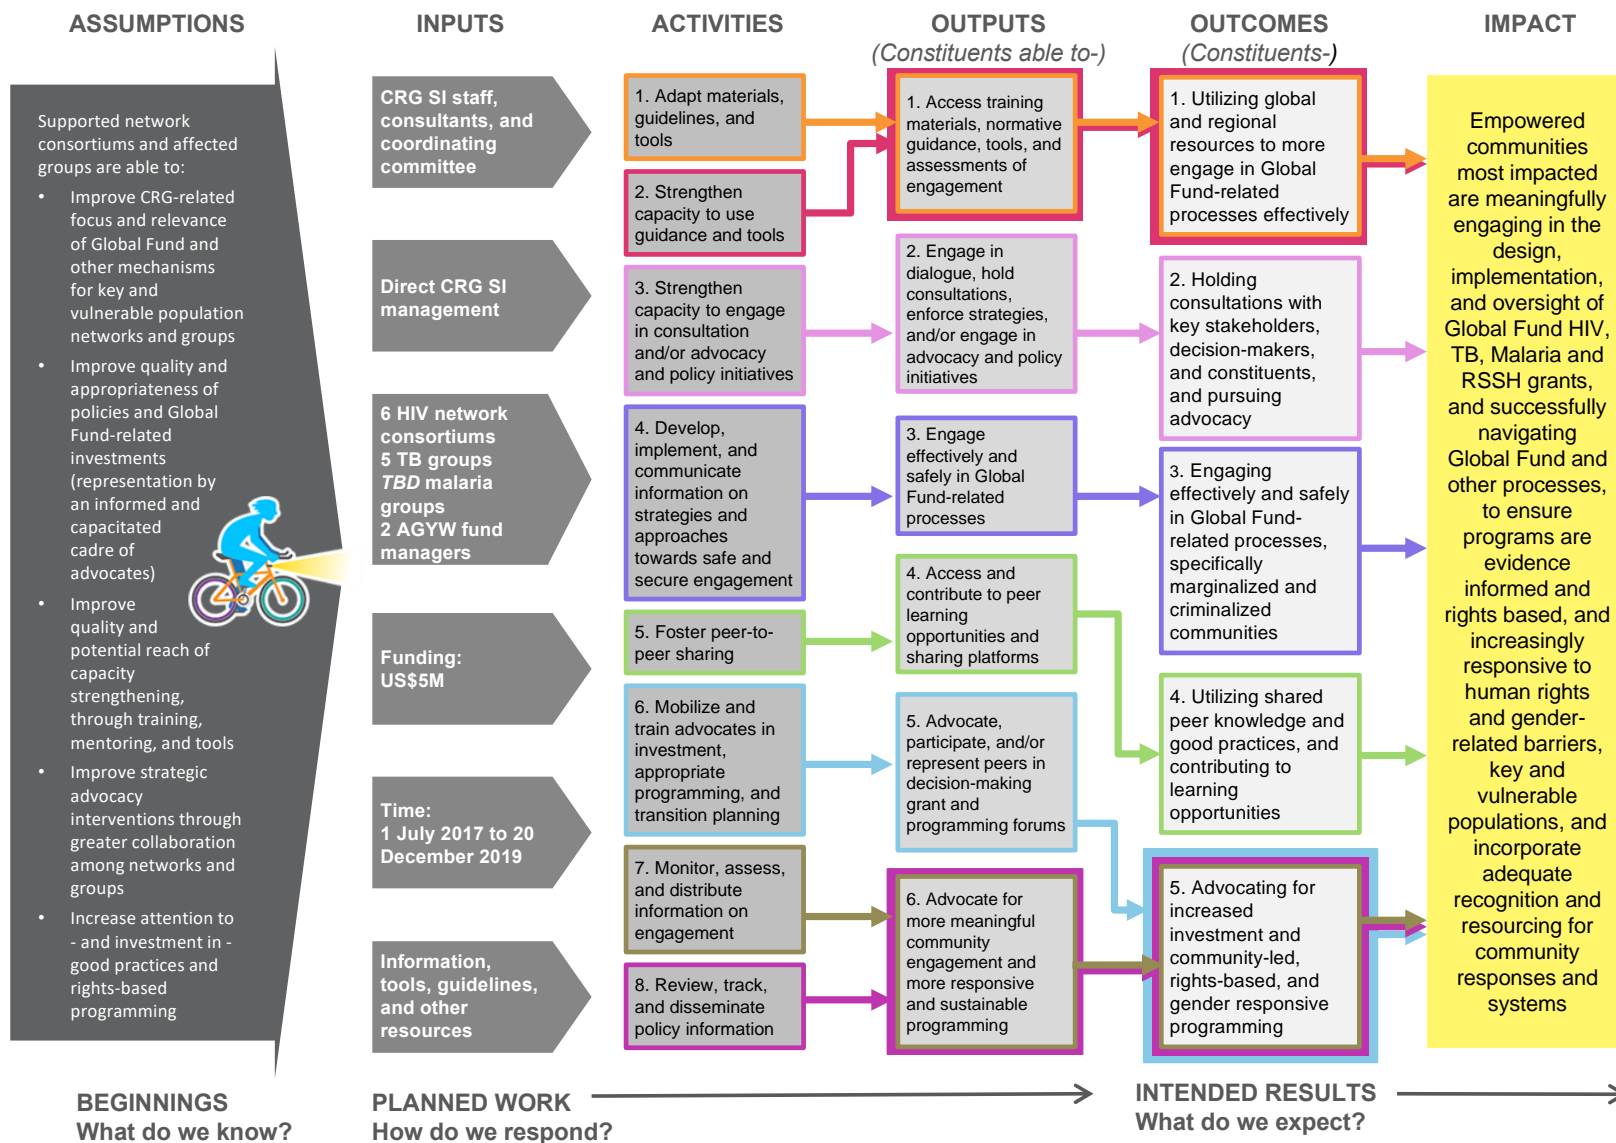 ASSUMPTIONS
Supported network
consortiums and affected
groups are able to:
• Improve CRG-related
focus and relevance
of Global Fund and
other mechanisms
for key and
vulnerable population
networks and groups
• Improve quality and
appropriateness of
policies and Global
Fund-related
investments
(representation by
an informed and
capacitated
cadre of
advocates)
• Improve
quality and
potential reach of
capacity
strengthening,
through training,
mentoring, and tools
• Improve strategic
advocacy
interventions through
greater collaboration
among networks and
groups
• Increase attention to
- and investment in -
good practices and
rights-based
programming
INPUTS
CRG SI staff,
consultants, and
coordinating
committee
Direct CRG SI
management
6 HIV network
consortiums
5 TB groups
TBD malaria
groups
2 AGYW fund
managers
Funding:
US$5M
Time:
1 July 2017 to 20
December 2019
Information,
tools, guidelines,
and other
resources
ACTIVITIES
1. Adapt materials,
guidelines, and
tools
2. Strengthen
capacity to use
guidance and tools
3. Strengthen
capacity to engage
in consultation
and/or advocacy
and policy initiatives
4. Develop,
implement, and
communicate
information on
strategies and
approaches
towards safe and
secure engagement
5. Foster peer-to-
peer sharing
6. Mobilize and
train advocates in
investment,
appropriate
programming, and
transition planning
7. Monitor, assess,
and distribute
information on
engagement
8. Review, track,
and disseminate
policy information
OUTPUTS
(Constituents able to-)
1. Access training
materials, normative
guidance, tools, and
assessments of
engagement
2. Engage in
dialogue, hold
consultations,
enforce strategies,
and/or engage in
advocacy and policy
initiatives
3. Engage
effectively and
safely in Global
Fund-related
processes
4. Access and
contribute to peer
learning
opportunities and
sharing platforms
5. Advocate,
participate, and/or
represent peers in
decision-making
grant and
programming forums
6. Advocate for
more meaningful
community
engagement and
more responsive
and sustainable
programming
OUTCOMES
(Constituents-)
1. Utilizing global
and regional
resources to more
engage in Global
Fund-related
processes effectively
2. Holding
consultations with
key stakeholders,
decision-makers,
and constituents,
and pursuing
advocacy
3. Engaging
effectively and safely
in Global Fund-
related processes,
specifically
marginalized and
criminalized
communities
4. Utilizing shared
peer knowledge and
good practices, and
contributing to
learning
opportunities
5. Advocating for
increased
investment and
community-led,
rights-based, and
gender responsive
programming
IMPACT
Empowered
communities
most impacted
are meaningfully
engaging in the
design,
implementation,
and oversight of
Global Fund HIV,
TB, Malaria and
RSSH grants,
and successfully
navigating
Global Fund and
other processes,
to ensure
programs are
evidence
informed and
rights based, and
increasingly
responsive to
human rights
and gender-
related barriers,
key and
vulnerable
populations, and
incorporate
adequate
recognition and
resourcing for
community
responses and
systems
BEGINNINGS
What do we know?
PLANNED WORK
How do we respond?
INTENDED RESULTS
What do we expect?